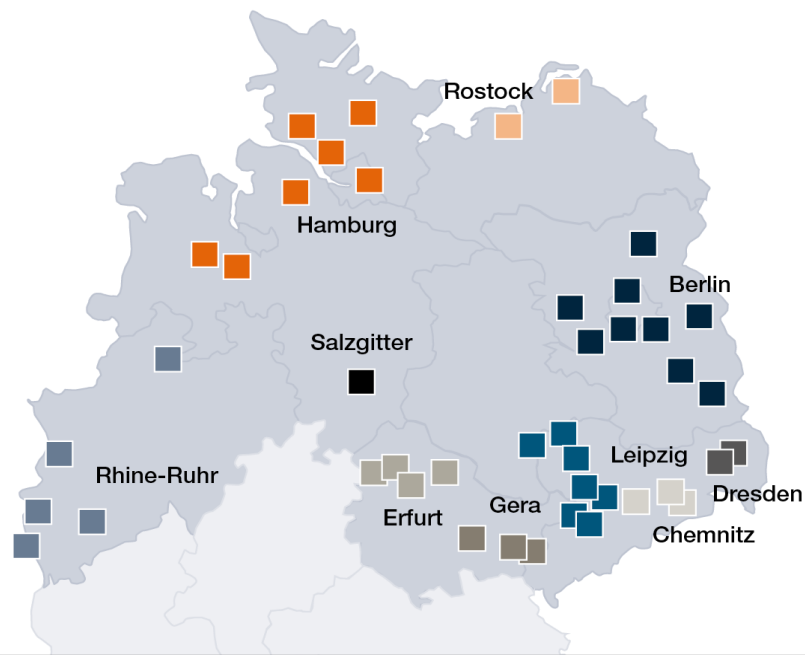 Rostock
Hamburg
Berlin
Salzgitter
Leipzig
Rhine-Ruhr
Dresden
Gera
Erfurt
Chemnitz